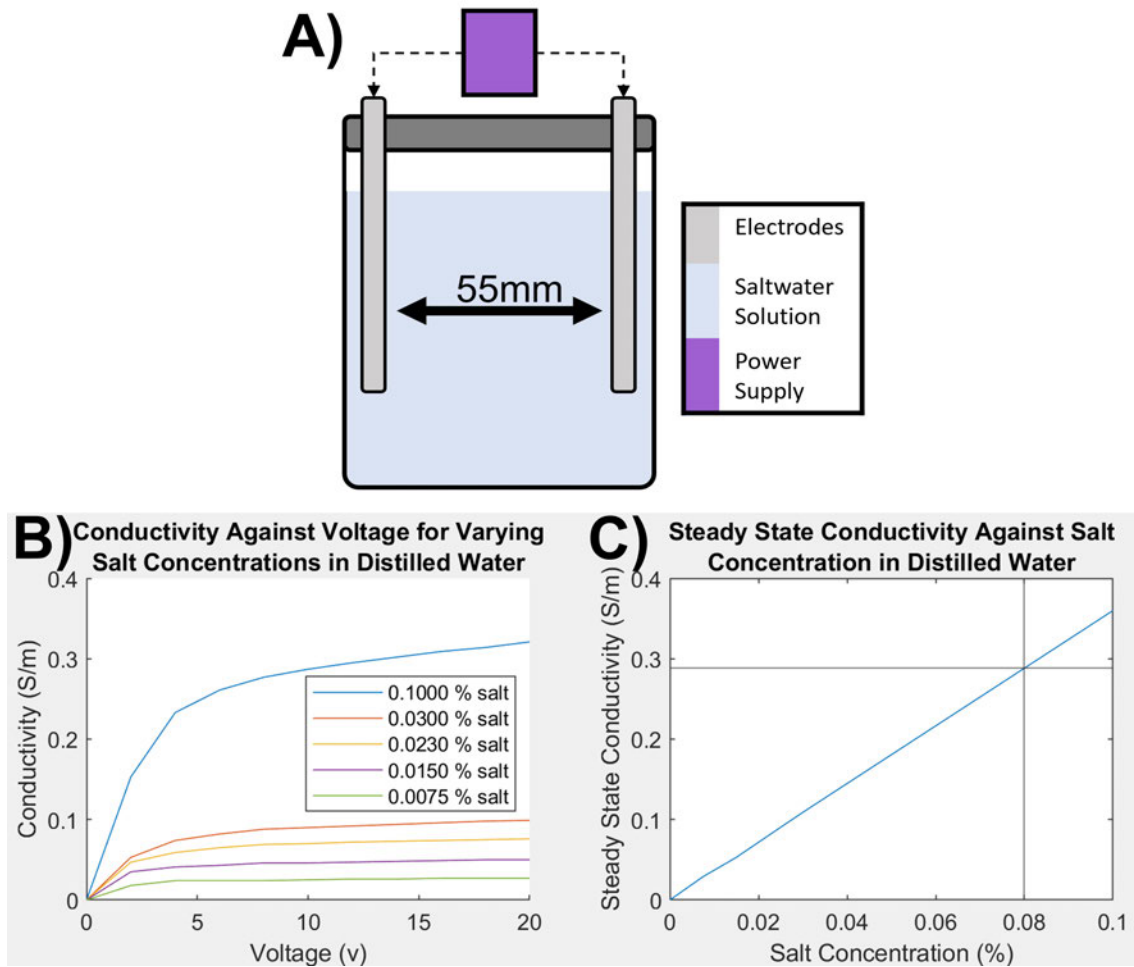 A)
55mm
Electrodes
Saltwater
Solution
Power
Supply
B)
Conductivity Against Voltage for Varying
Salt Concentrations in Distilled Water
Conductivity (S/m)
0.4
0.3
0.2
0.1
0
0.1000 % salt
0.0300 % salt
0.0230 % salt
0.0150 % salt
0.0075 % salt
0
5
10
15
20
Voltage (v)
C)
Steady State Conductivity Against Salt
Concentration in Distilled Water
Steady State Conductivity (S/m)
0.4
0.3
0.2
0.1
0
0
0.02
0.04
0.06
0.08
0.1
Salt Concentration (%)